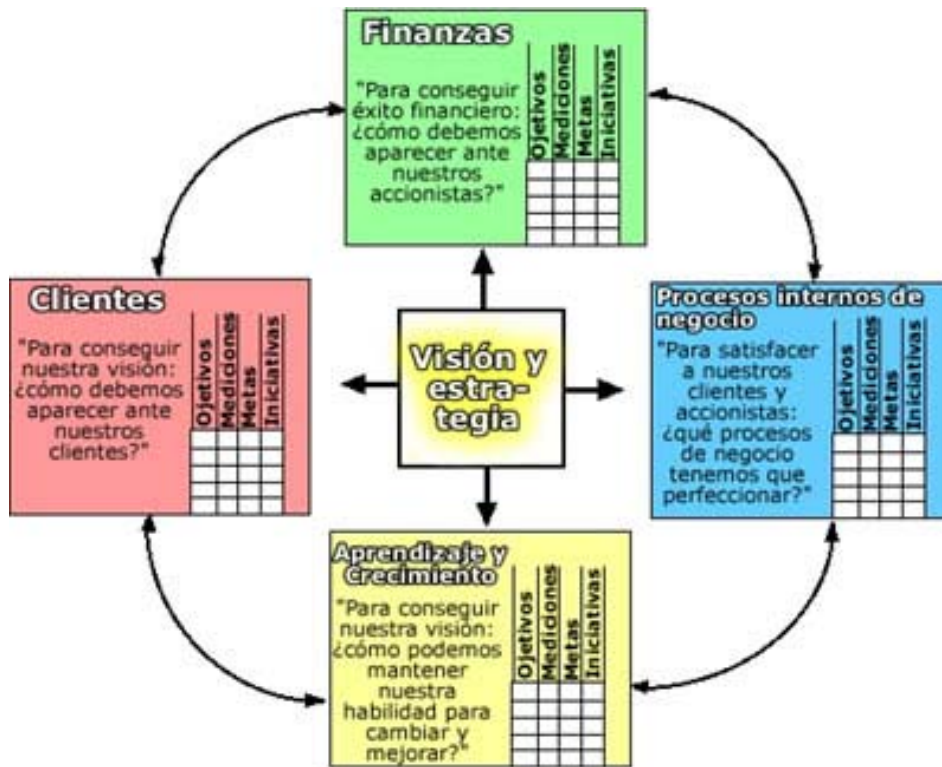 Finanzas
"Para conseguir
éxito financiero:
¿cómo debemos
aparecer ante
nuestros
accionistas?"
Ojetivos
Mediciones
Metas
Iniciativas
Clientes
"Para conseguir
nuestra visión:
¿cómo debemos
aparecer ante
nuestros
clientes?"
Ojetivos
Mediciones
Metas
Iniciativas
Visión y
estra-
tegia
Procesos internos de
negocio
"Para satisfacer
a nuestros
clientes y
accionistas:
¿qué procesos
de negocio
tenemos que
perfeccionar?"
Ojetivos
Mediciones
Metas
Iniciativas
Aprendizaje y
Crecimiento
"Para conseguir
nuestra visión:
¿cómo podemos
mantener
nuestra
habilidad para
cambiar y
mejorar?"
Ojetivos
Mediciones
Metas
Iniciativas